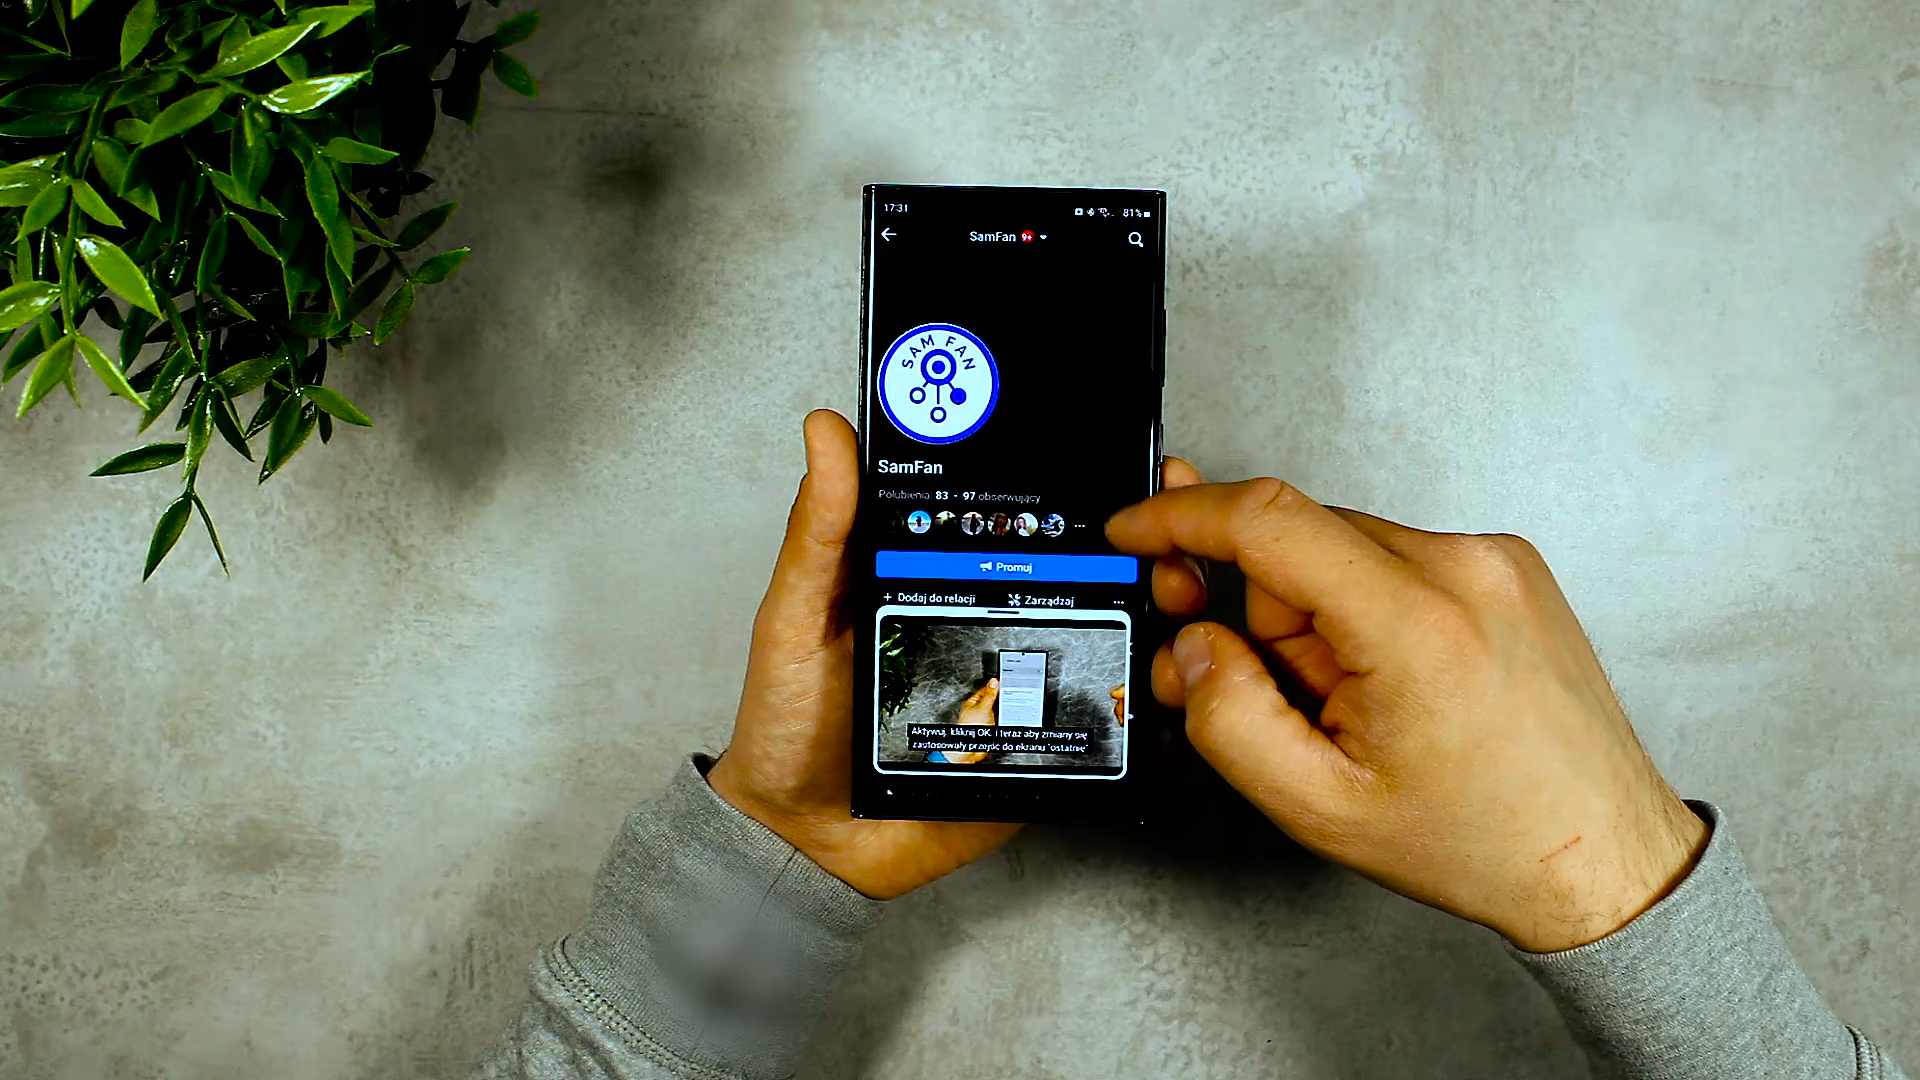 17:31
81%
SamFan 9+
SAM FAN
SamFan
Polubienia: 83 • 97 obserwujący
Promuj
+ Dodaj do relacji
Zarządzaj
Aktywuj, kliknij OK. i teraz aby zmiany się
zastosowały przejdź do ekranu "ostatnie"